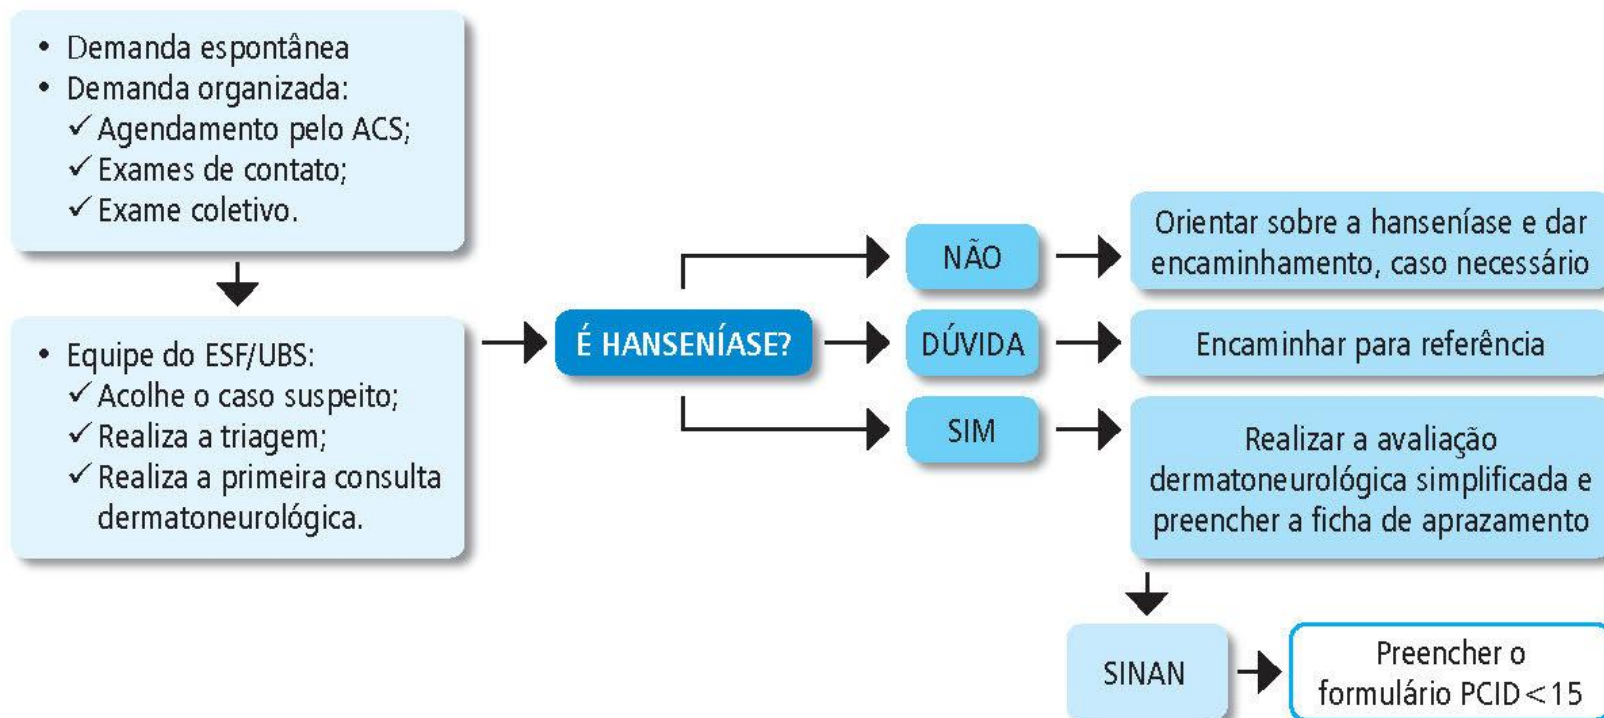 • Demanda espontânea
• Demanda organizada:
✓ Agendamento pelo ACS;
✓ Exames de contato;
✓ Exame coletivo.
• Equipe do ESF/UBS:
✓ Acolhe o caso suspeito;
✓ Realiza a triagem;
✓ Realiza a primeira consulta
dermatoneurológica.
É HANSENÍASE?
NÃO
Orientar sobre a hanseníase e dar
encaminhamento, caso necessário
DÚVIDA
Encaminhar para referência
SIM
Realizar a avaliação
dermatoneurológica simplificada e
preencher a ficha de aprazamento
SINAN
Preencher o
formulário PCID<15